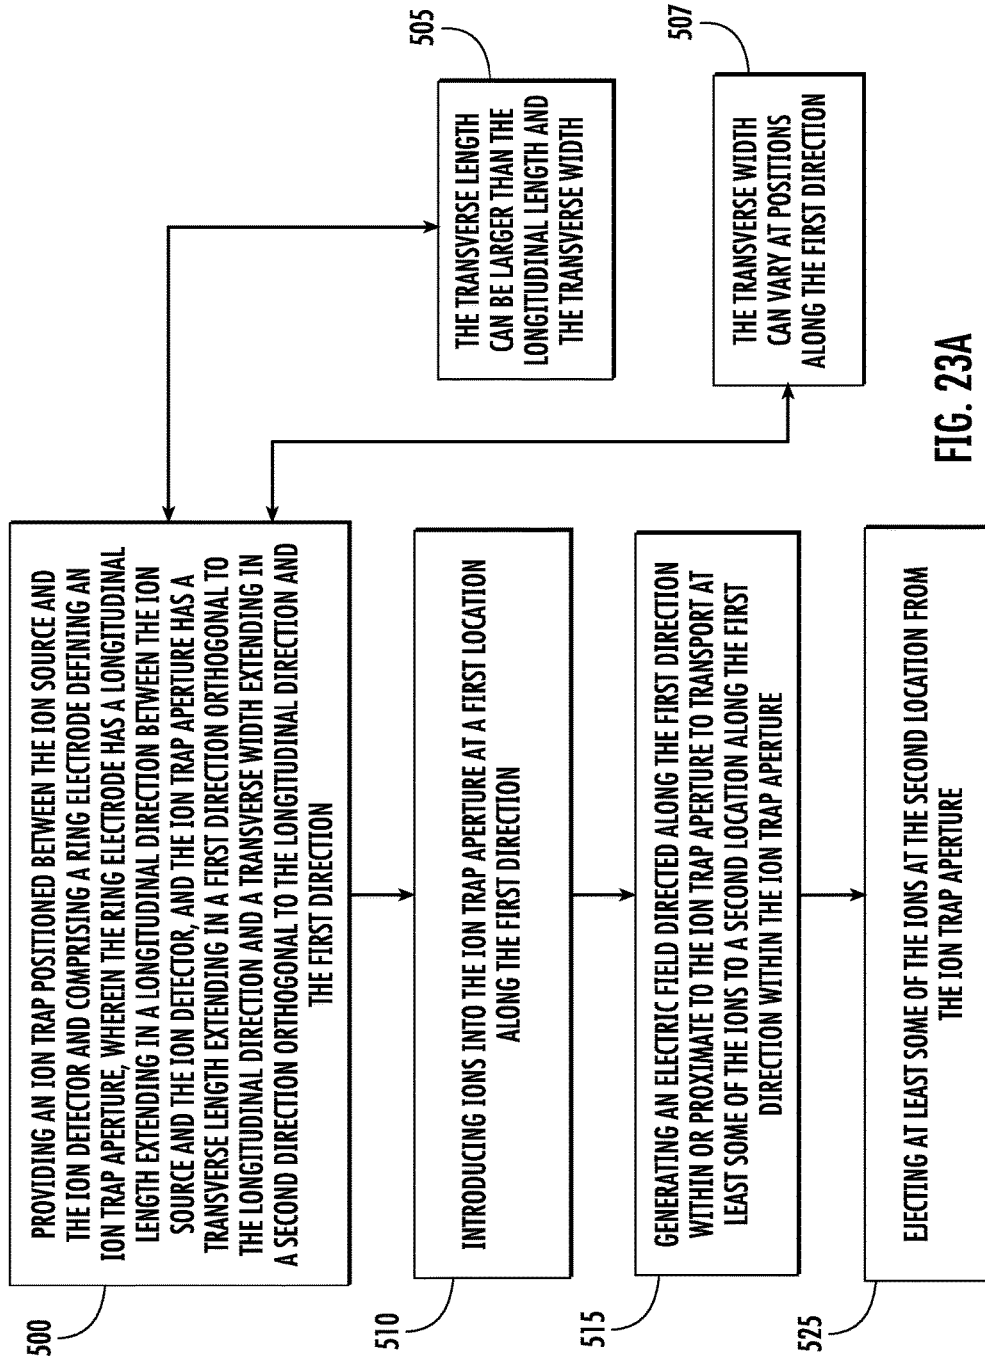 500
PROVIDING AN ION TRAP POSITIONED BETWEEN THE ION SOURCE AND
THE ION DETECTOR AND COMPRISING A RING ELECTRODE DEFINING AN
ION TRAP APERTURE, WHEREIN THE RING ELECTRODE HAS A LONGITUDINAL
LENGTH EXTENDING IN A LONGITUDINAL DIRECTION BETWEEN THE ION
SOURCE AND THE ION DETECTOR, AND THE ION TRAP APERTURE HAS A
TRANSVERSE LENGTH EXTENDING IN A FIRST DIRECTION ORTHOGONAL TO
THE LONGITUDINAL DIRECTION AND A TRANSVERSE WIDTH EXTENDING IN
A SECOND DIRECTION ORTHOGONAL TO THE LONGITUDINAL DIRECTION AND
THE FIRST DIRECTION
505
THE TRANSVERSE LENGTH
CAN BE LARGER THAN THE
LONGITUDINAL LENGTH AND
THE TRANSVERSE WIDTH
507
THE TRANSVERSE WIDTH
CAN VARY AT POSITIONS
ALONG THE FIRST DIRECTION
510
INTRODUCING IONS INTO THE ION TRAP APERTURE AT A FIRST LOCATION
ALONG THE FIRST DIRECTION
515
GENERATING AN ELECTRIC FIELD DIRECTED ALONG THE FIRST DIRECTION
WITHIN OR PROXIMATE TO THE ION TRAP APERTURE TO TRANSPORT AT
LEAST SOME OF THE IONS TO A SECOND LOCATION ALONG THE FIRST
DIRECTION WITHIN THE ION TRAP APERTURE
525
EJECTING AT LEAST SOME OF THE IONS AT THE SECOND LOCATION FROM
THE ION TRAP APERTURE
FIG. 23A